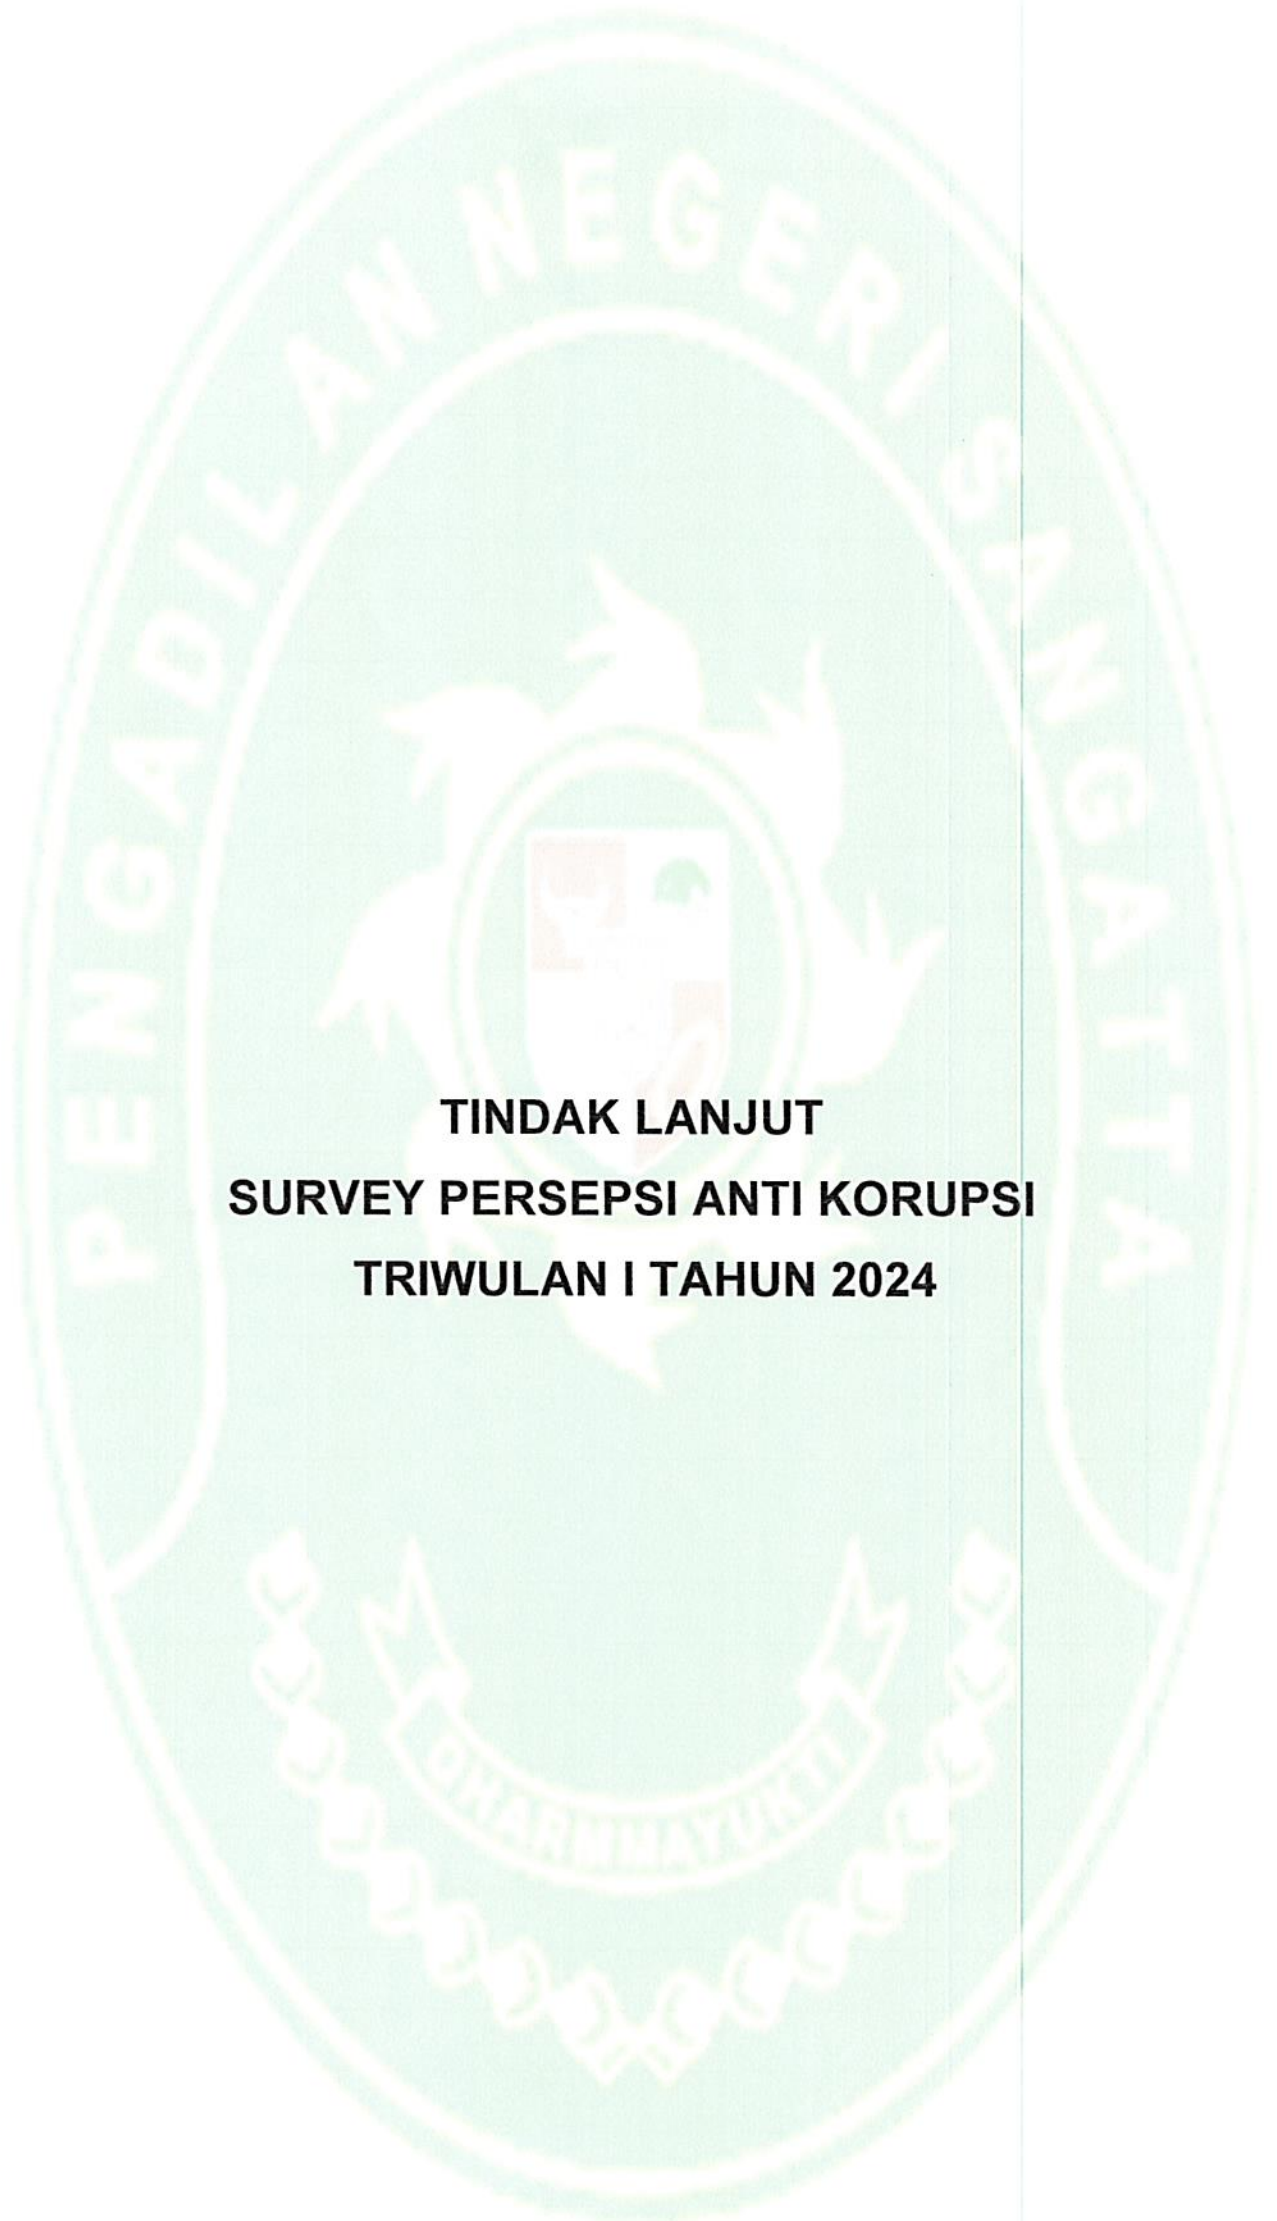 PENGADILAN NEGERI SANGATTA
TINDAK LANJUT
SURVEY PERSEPSI ANTI KORUPSI
TRIWULAN I TAHUN 2024
DHARMMAYUKTI